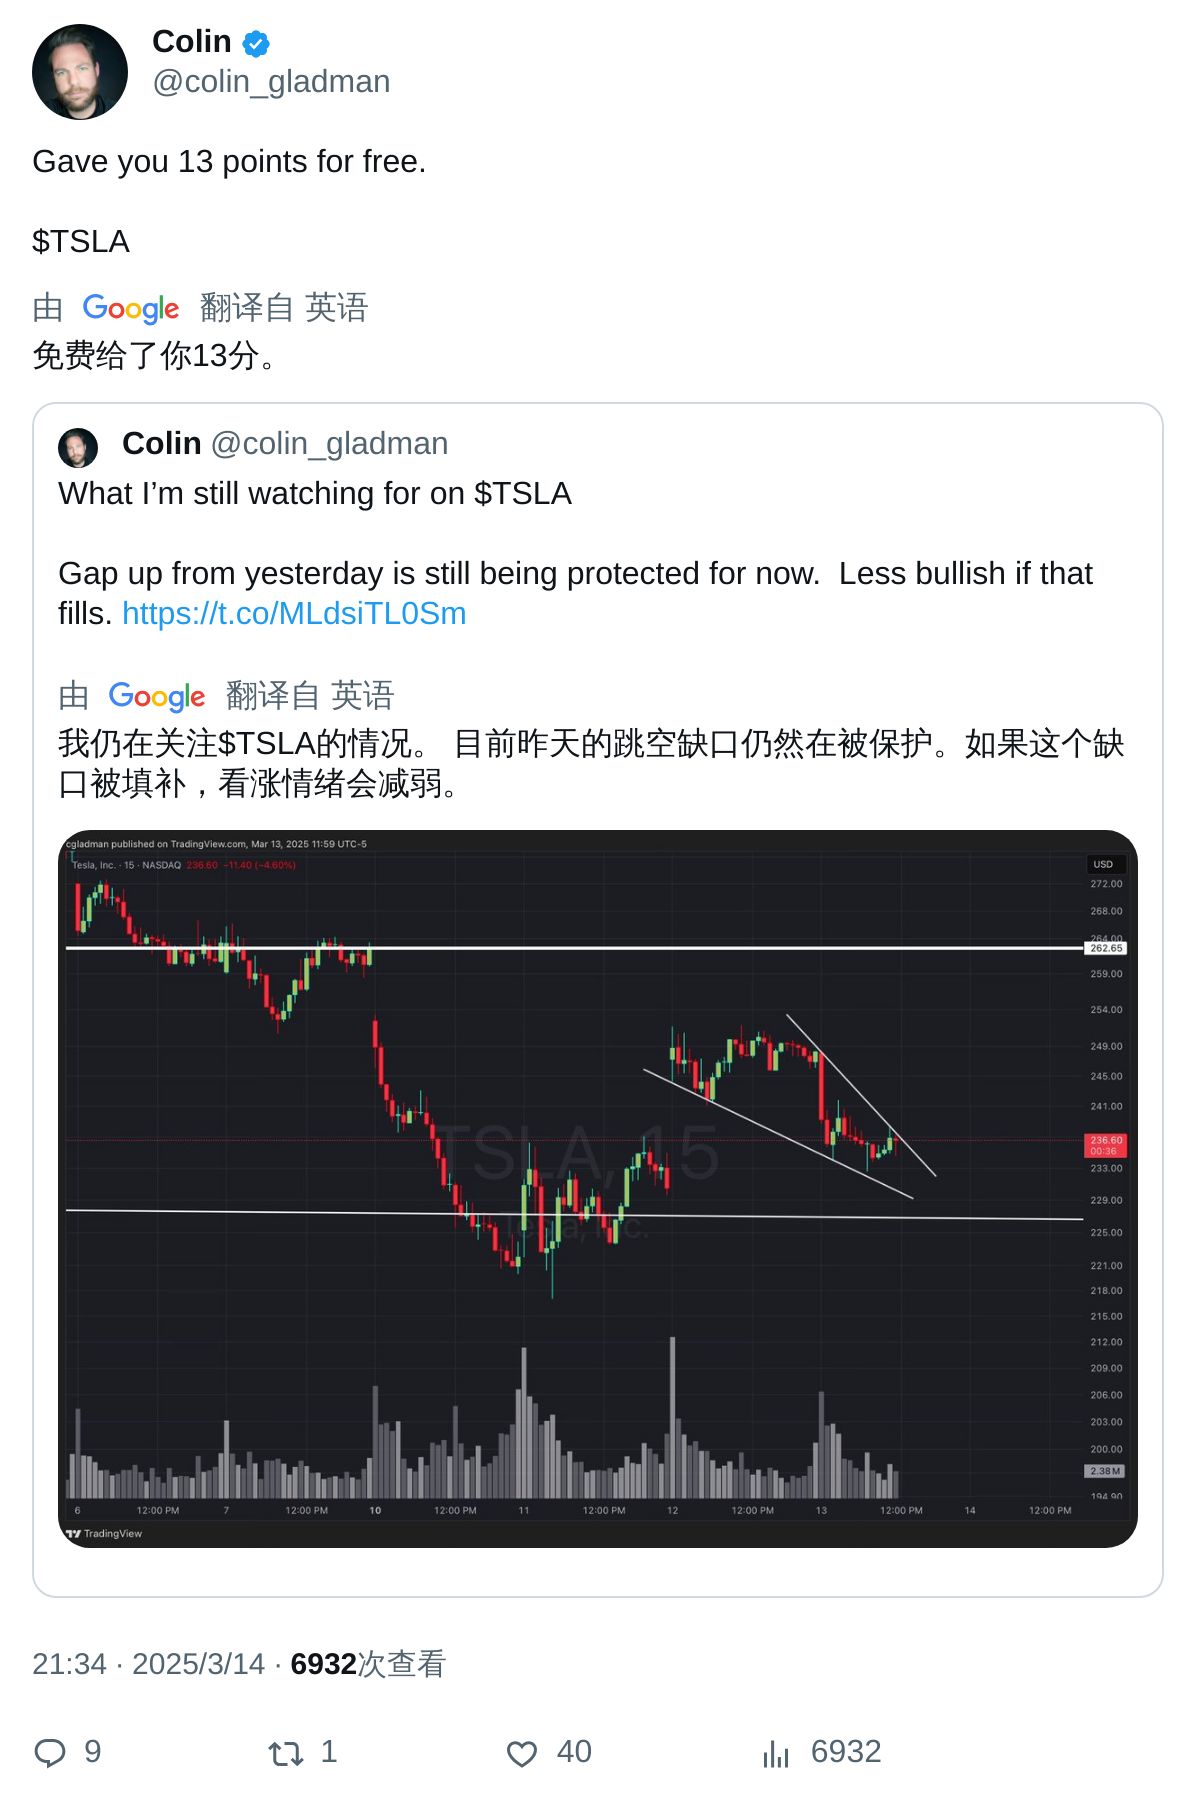 Colin
@colin_gladman
Gave you 13 points for free.
$TSLA
由 Google 翻译自 英语
免费给了你13分。
Colin @colin_gladman
What I’m still watching for on $TSLA
Gap up from yesterday is still being protected for now.  Less bullish if that
fills. https://t.co/MLdsiTL0Sm
由 Google 翻译自 英语
我仍在关注$TSLA的情况。 目前昨天的跳空缺口仍然在被保护。如果这个缺
口被填补，看涨情绪会减弱。
cgladman published on TradingView.com, Mar 13, 2025 11:59 UTC-5
Tesla, Inc. · 15 · NASDAQ 236.60 −11.40 (−4.60%)
USD
272.00
268.00
264.00
262.65
259.00
254.00
249.00
245.00
241.00
236.60
00:36
233.00
229.00
225.00
221.00
218.00
215.00
212.00
209.00
206.00
203.00
200.00
2.38 M
194.90
TSLA, 15
Tesla, Inc.
6 12:00 PM 7 12:00 PM 10 12:00 PM 11 12:00 PM 12 12:00 PM 13 12:00 PM 14 12:00 PM
TradingView
21:34 · 2025/3/14 · 6932次查看
9 1 40 6932